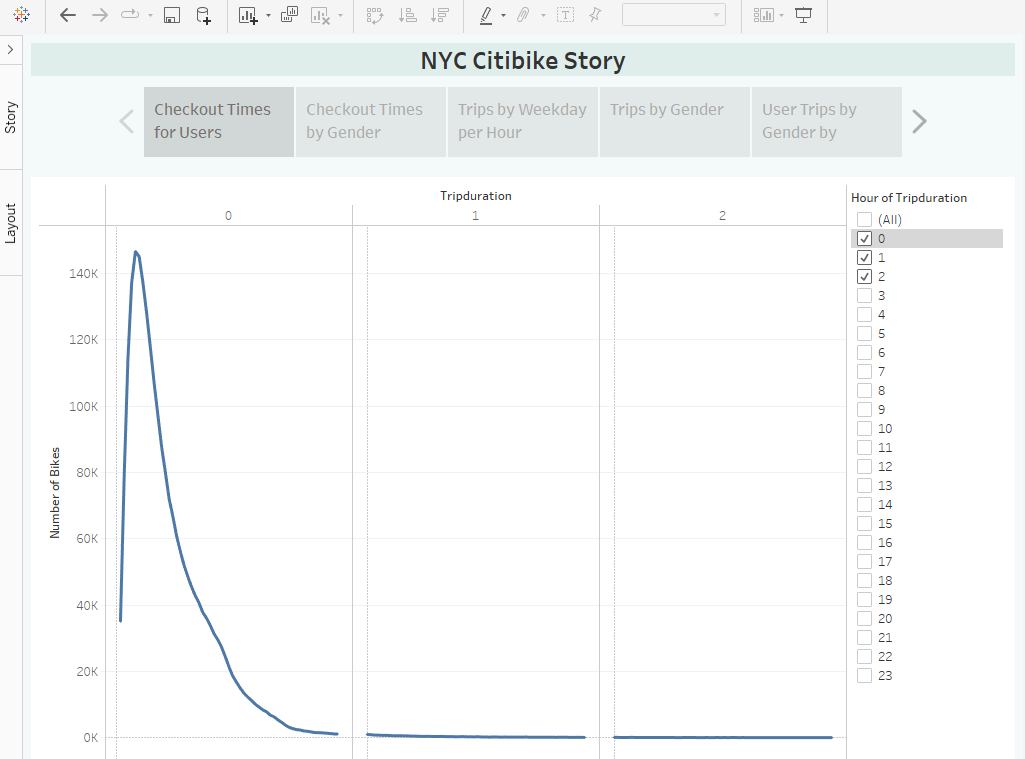 NYC Citibike Story
Story
Layout
Checkout Times
for Users
Checkout Times
by Gender
Trips by Weekday
per Hour
Trips by Gender
User Trips by
Gender by
Tripduration
0
1
2
Number of Bikes
140K
120K
100K
80K
60K
40K
20K
0K
Hour of Tripduration
(All)
0
1
2
3
4
5
6
7
8
9
10
11
12
13
14
15
16
17
18
19
20
21
22
23